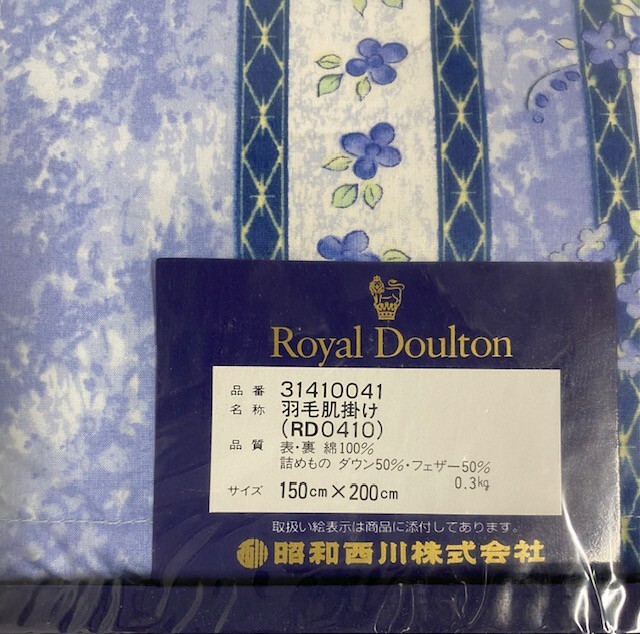 Royal Doulton
品番 31410041
名称 羽毛肌掛け
(RD0410)
品質 表・裏 綿100%
詰めもの ダウン50%・フェザー50%
0.3kg
サイズ 150cm×200cm
取扱い絵表示は商品に添付してあります。
昭和西川株式会社